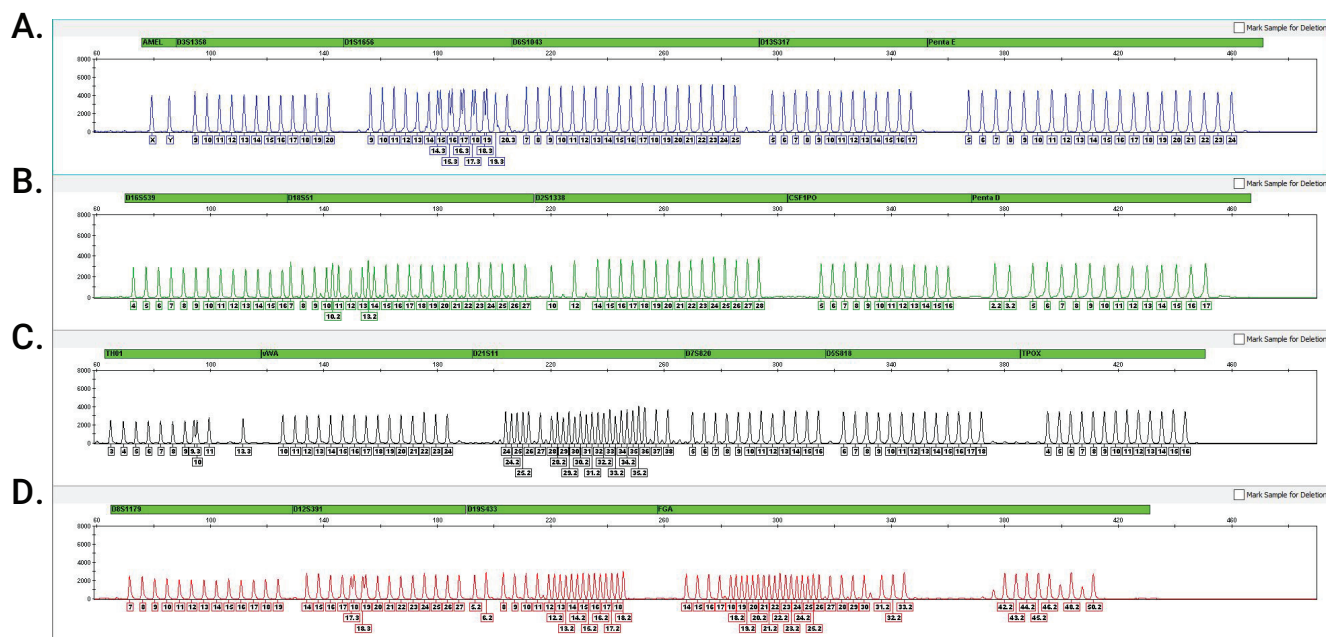 A.
Mark Sample for Deletion
AMEL D3S1358 D1S1656 D6S1043 D13S317 Penta E
60 100 140 180 220 260 300 340 380 420 460
8000
6000
4000
2000
0
X Y 9 10 11 12 13 14 15 16 17 18 19 20 9 10 11 12 13 14 15 16 17 18 19 20.3 7 8 9 10 11 12 13 14 15 16 17 18 19 20 21 22 23 24 25 5 6 7 8 9 10 11 12 13 14 15 16 17 5 6 7 8 9 10 11 12 13 14 15 16 17 18 19 20 21 22 23 24
14.3 16.3 18.3
15.3 17.3 19.3
B.
Mark Sample for Deletion
D16S539 D18S51 D2S1338 CSF1PO Penta D
60 100 140 180 220 260 300 340 380 420 460
8000
6000
4000
2000
0
4 5 6 7 8 9 10 11 12 13 14 15 16 7 8 9 10 11 12 13 14 15 16 17 18 19 20 21 22 23 24 25 26 27 10 12 14 15 16 17 18 19 20 21 22 23 24 25 26 27 28 5 6 7 8 9 10 11 12 13 14 15 16 2.2 3.2 5 6 7 8 9 10 11 12 13 14 15 16 17
10.2 13.2
C.
Mark Sample for Deletion
TH01 vWA D21S11 D7S820 D5S818 TPOX
60 100 140 180 220 260 300 340 380 420 460
8000
6000
4000
2000
0
3 4 5 6 7 8 9 9.3 11 13.3 10 11 12 13 14 15 16 17 18 19 20 21 22 23 24 24 25 26 27 28 29 30 31 32 33 34 35 36 37 38 5 6 7 8 9 10 11 12 13 14 15 16 6 7 8 9 10 11 12 13 14 15 16 17 18 4 5 6 7 8 9 10 11 12 13 14 15 16
10 24.2 28.2 30.2 32.2 34.2
25.2 29.2 31.2 33.2 35.2
D.
Mark Sample for Deletion
D8S1179 D12S391 D19S433 FGA
60 100 140 180 220 260 300 340 380 420 460
8000
6000
4000
2000
0
7 8 9 10 11 12 13 14 15 16 17 18 19 14 15 16 17 18 19 20 21 22 23 24 25 26 27 5.2 8 9 10 11 12 13 14 15 16 17 18 14 15 16 17 18 19 20 21 22 23 24 25 26 27 28 29 30 31.2 33.2 42.2 44.2 46.2 48.2 50.2
17.3 6.2 12.2 14.2 16.2 18.2 18.2 20.2 22.2 24.2 32.2 43.2 45.2
18.3 13.2 15.2 17.2 19.2 21.2 23.2 25.2